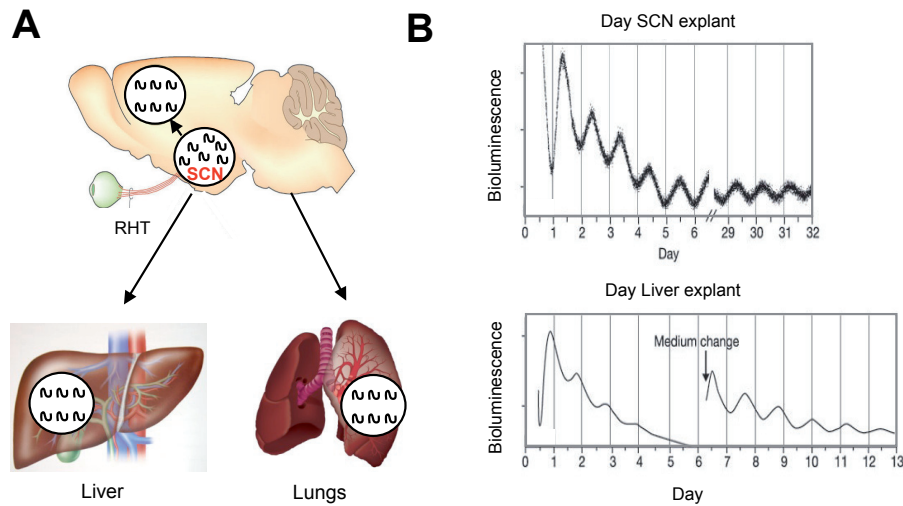 A
SCN
RHT
Liver
Lungs
B
Day SCN explant
Bioluminescence
0 1 2 3 4 5 6 29 30 31 32
Day
Day Liver explant
Bioluminescence
Medium change
0 1 2 3 4 5 6 7 8 9 10 11 12 13
Day